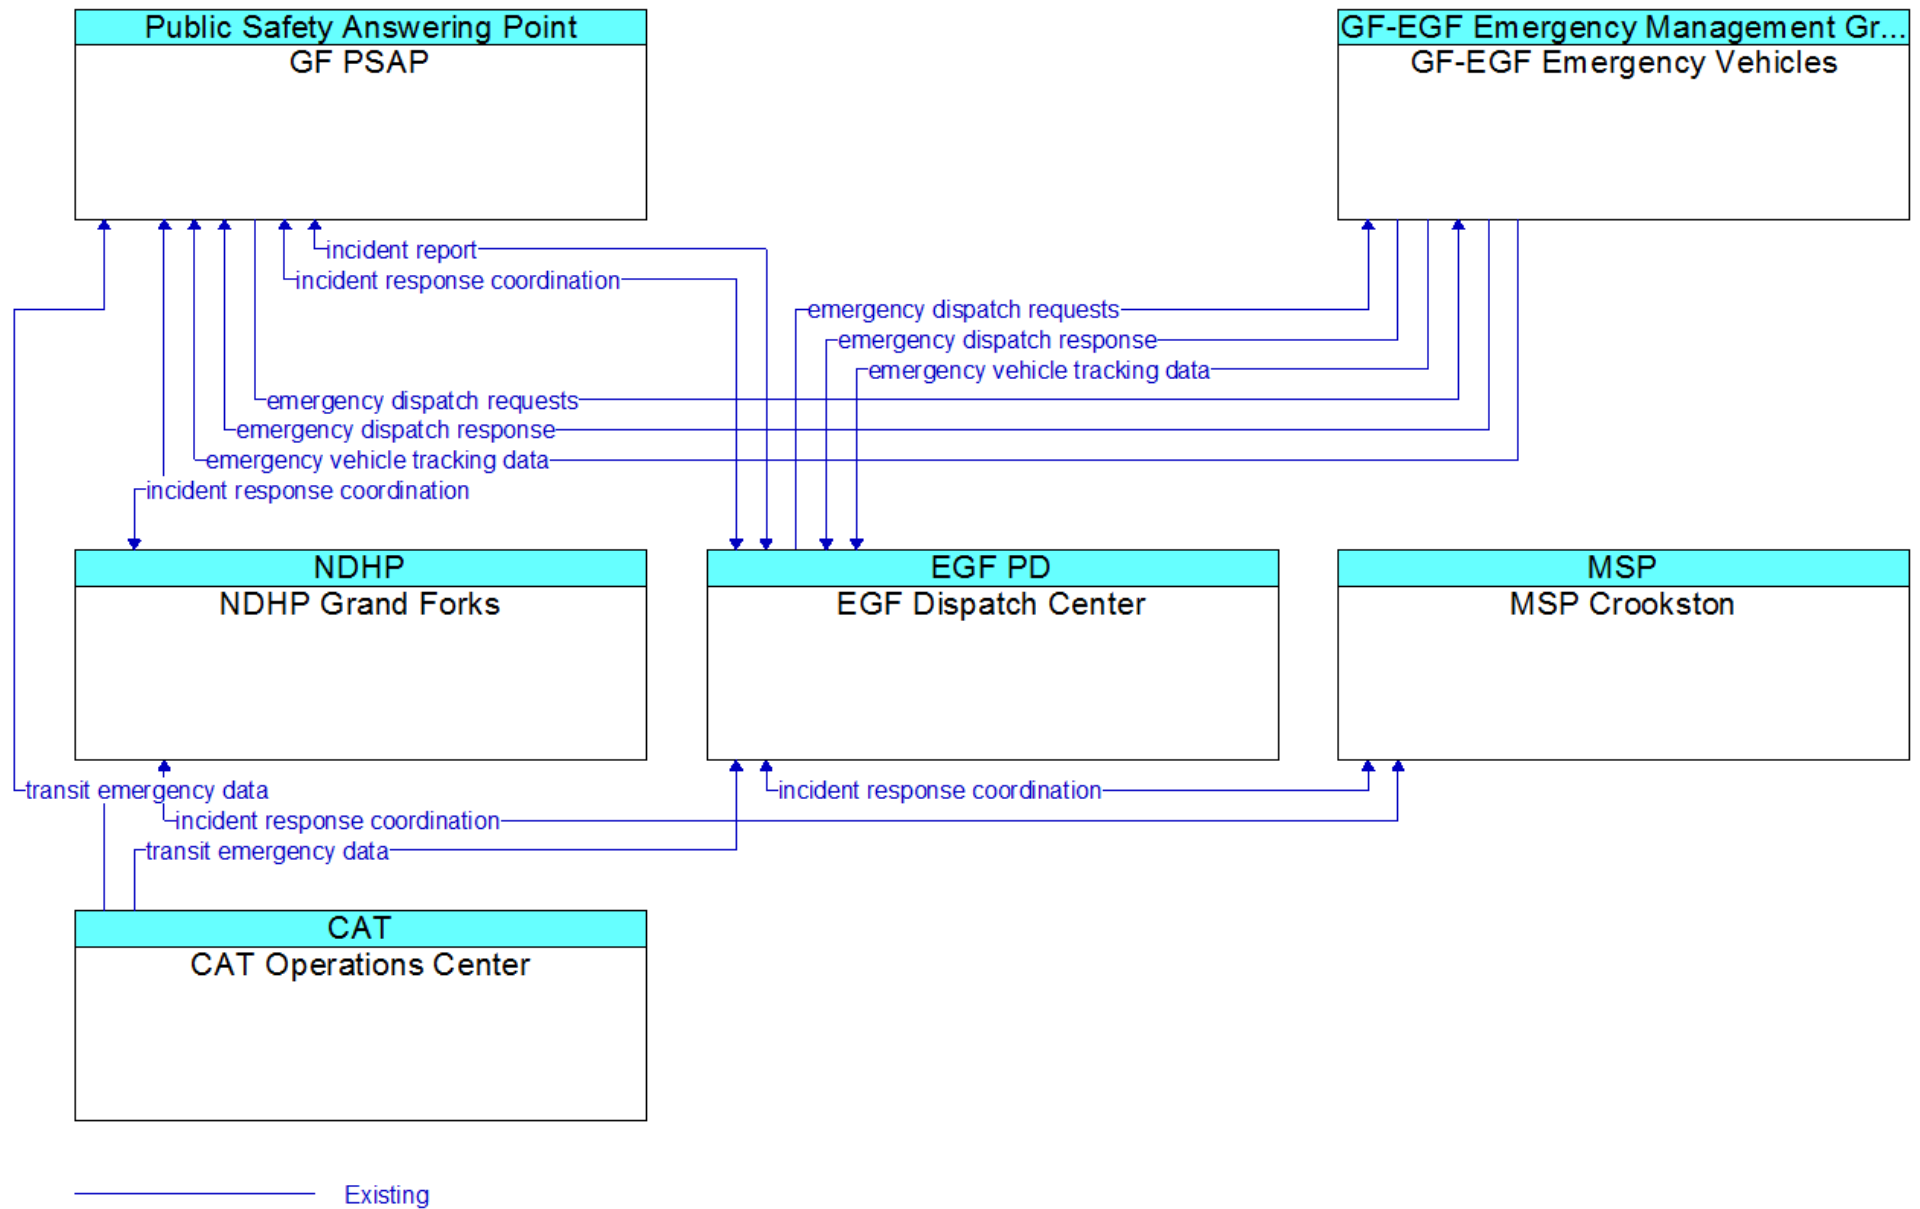 Public Safety Answering Point
GF PSAP
GF-EGF Emergency Management Gr...
GF-EGF Emergency Vehicles
incident report
incident response coordination
emergency dispatch requests
emergency dispatch response
emergency vehicle tracking data
emergency dispatch requests
emergency dispatch response
emergency vehicle tracking data
incident response coordination
NDHP
NDHP Grand Forks
EGF PD
EGF Dispatch Center
MSP
MSP Crookston
transit emergency data
incident response coordination
incident response coordination
transit emergency data
CAT
CAT Operations Center
Existing